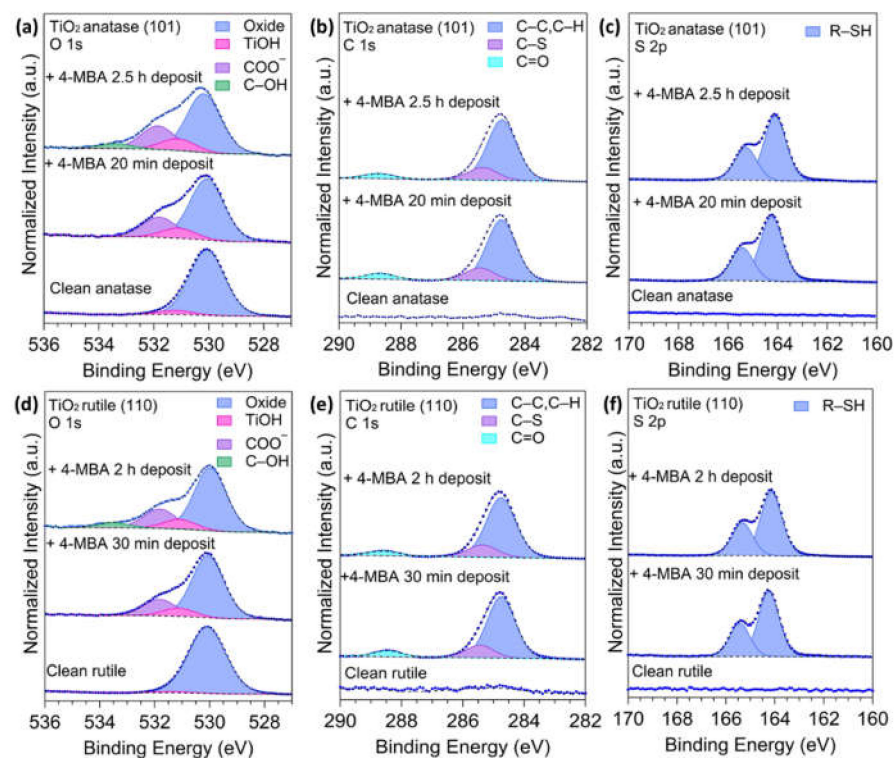 (a)
TiO₂ anatase (101)
O 1s
Oxide
TiOH
COO⁻
C–OH
+ 4-MBA 2.5 h deposit
+ 4-MBA 20 min deposit
Clean anatase
Normalized Intensity (a.u.)
536 534 532 530 528
Binding Energy (eV)
(b)
TiO₂ anatase (101)
C 1s
C–C,C–H
C–S
C=O
+ 4-MBA 2.5 h deposit
+ 4-MBA 20 min deposit
Clean anatase
Normalized Intensity (a.u.)
290 288 286 284 282
Binding Energy (eV)
(c)
TiO₂ anatase (101)
S 2p
R–SH
+ 4-MBA 2.5 h deposit
+ 4-MBA 20 min deposit
Clean anatase
Normalized Intensity (a.u.)
170 168 166 164 162 160
Binding Energy (eV)
(d)
TiO₂ rutile (110)
O 1s
Oxide
TiOH
COO⁻
C–OH
+ 4-MBA 2 h deposit
+ 4-MBA 30 min deposit
Clean rutile
Normalized Intensity (a.u.)
536 534 532 530 528
Binding Energy (eV)
(e)
TiO₂ rutile (110)
C 1s
C–C,C–H
C–S
C=O
+ 4-MBA 2 h deposit
+4-MBA 30 min deposit
Clean rutile
Normalized Intensity (a.u.)
290 288 286 284 282
Binding Energy (eV)
(f)
TiO₂ rutile (110)
S 2p
R–SH
+ 4-MBA 2 h deposit
+ 4-MBA 30 min deposit
Clean rutile
Normalized Intensity (a.u.)
170 168 166 164 162 160
Binding Energy (eV)